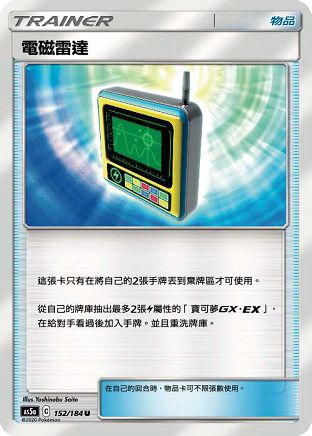 TRAINER 物品
電磁雷達
這張卡只有在將自己的2張手牌丟到棄牌區才可使用。
從自己的牌庫抽出最多2張⚡屬性的「寶可夢GX・EX」，
在給對手看過後加入手牌。並且重洗牌庫。
Illus. Yoshinobu Saito
AS5a C 152/184 U
©2020 Pokémon
在自己的回合時，物品卡可不限張數使用。